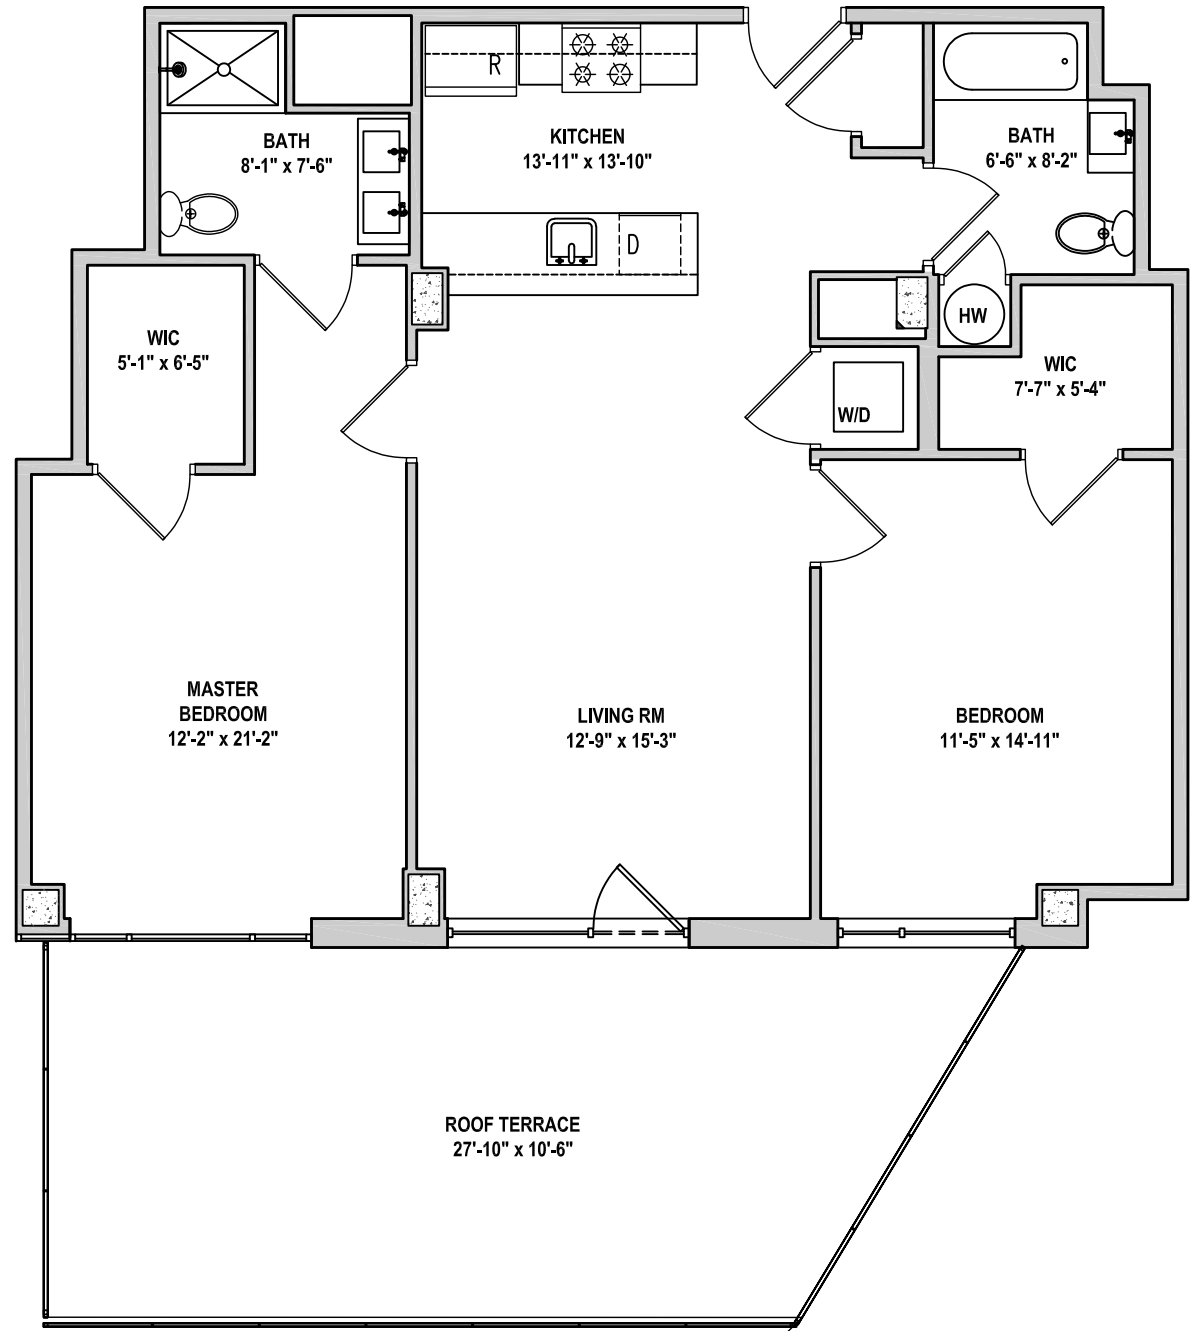 R
BATH
8'-1" x 7'-6"
KITCHEN
13'-11" x 13'-10"
BATH
6'-6" x 8'-2"
D
HW
WIC
5'-1" x 6'-5"
WIC
7'-7" x 5'-4"
W/D
MASTER
BEDROOM
12'-2" x 21'-2"
LIVING RM
12'-9" x 15'-3"
BEDROOM
11'-5" x 14'-11"
ROOF TERRACE
27'-10" x 10'-6"